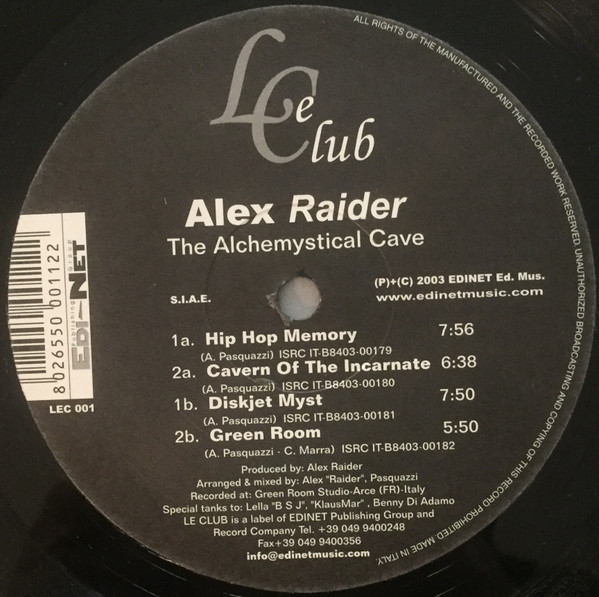 ALL RIGHTS OF THE MANUFACTURED AND THE RECORDED WORK RESERVED. UNAUTHORIZED BROADCASTING AND COPYING OF THIS RECORD PROHIBITED. MADE IN ITALY.
Le
Club
Alex Raider
The Alchemystical Cave
S.I.A.E.
(P)+(C) 2003 EDINET Ed. Mus.
www.edinetmusic.com
8 026550 001122
EDI-NET
LEC 001
1a. Hip Hop Memory 7:56
(A. Pasquazzi) ISRC IT-B8403-00179
2a. Cavern Of The Incarnate 6:38
(A. Pasquazzi) ISRC IT-B8403-00180
1b. Diskjet Myst 7:50
(A. Pasquazzi) ISRC IT-B8403-00181
2b. Green Room 5:50
(A. Pasquazzi - C. Marra) ISRC IT-B8403-00182
Produced by: Alex Raider
Arranged & mixed by: Alex "Raider", Pasquazzi
Recorded at: Green Room Studio-Arce (FR)-Italy
Special tanks to: Lella "B S J", "KlausMar" , Benny Di Adamo
LE CLUB is a label of EDINET Publishing Group and
Record Company Tel. +39 049 9400248
Fax+39 049 9400356
info@edinetmusic.com